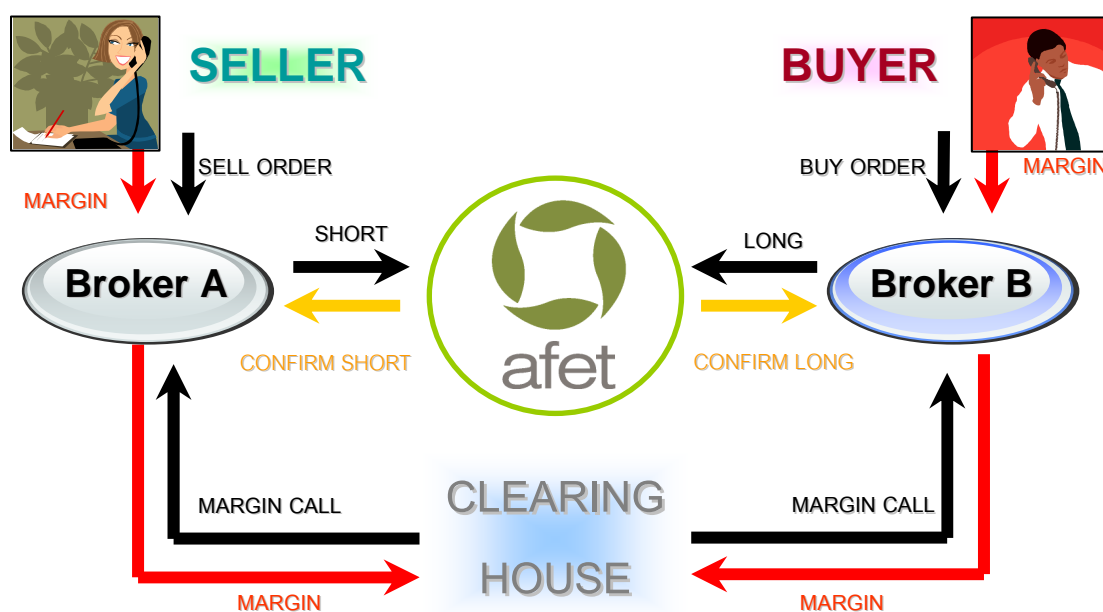 SELLER
BUYER
SELL ORDER
BUY ORDER
MARGIN
MARGIN
SHORT
LONG
Broker A
Broker B
afet
CONFIRM SHORT
CONFIRM LONG
CLEARING
HOUSE
MARGIN CALL
MARGIN CALL
MARGIN
MARGIN